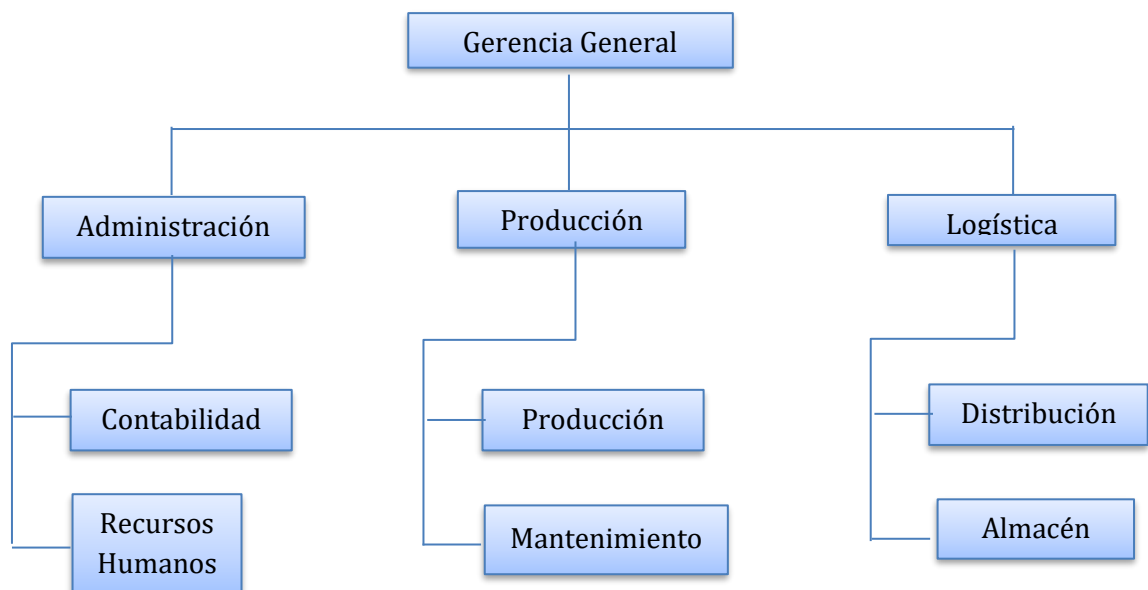 Gerencia General
Administración
Producción
Logística
Contabilidad
Producción
Distribución
Recursos
Humanos
Mantenimiento
Almacén